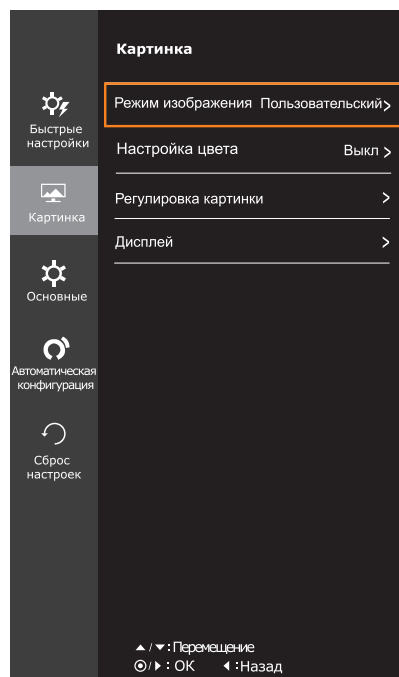 Картинка
Режим изображения Пользовательский>
Настройка цвета Выкл >
Регулировка картинки >
Дисплей >
Быстрые
настройки
Картинка
Основные
Автоматическая
конфигурация
Сброс
настроек
▲ / ▼ : Перемещение
◉/▶ : OK ◀ :Назад